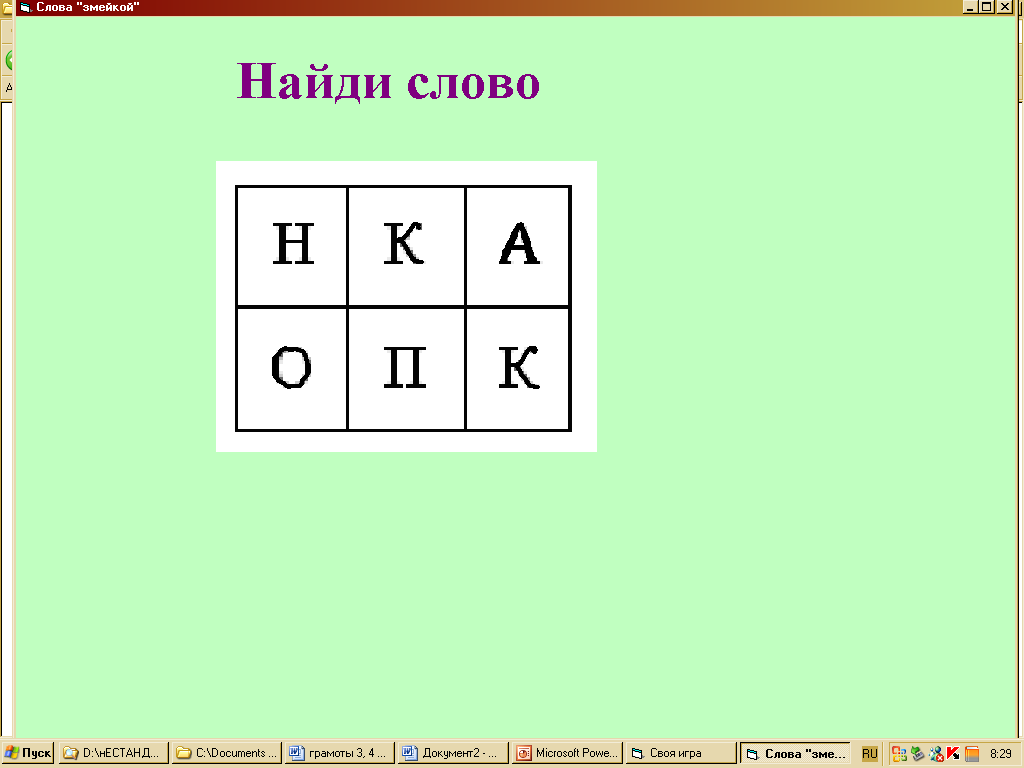 Слова "змейкой"
Найди слово
Н К А
О П К
Пуск D:\нЕСТАНД... C:\Documents ... грамоты 3, 4 ... Документ2 - ... Microsoft Powe... Своя игра Слова "зме... RU 8:29